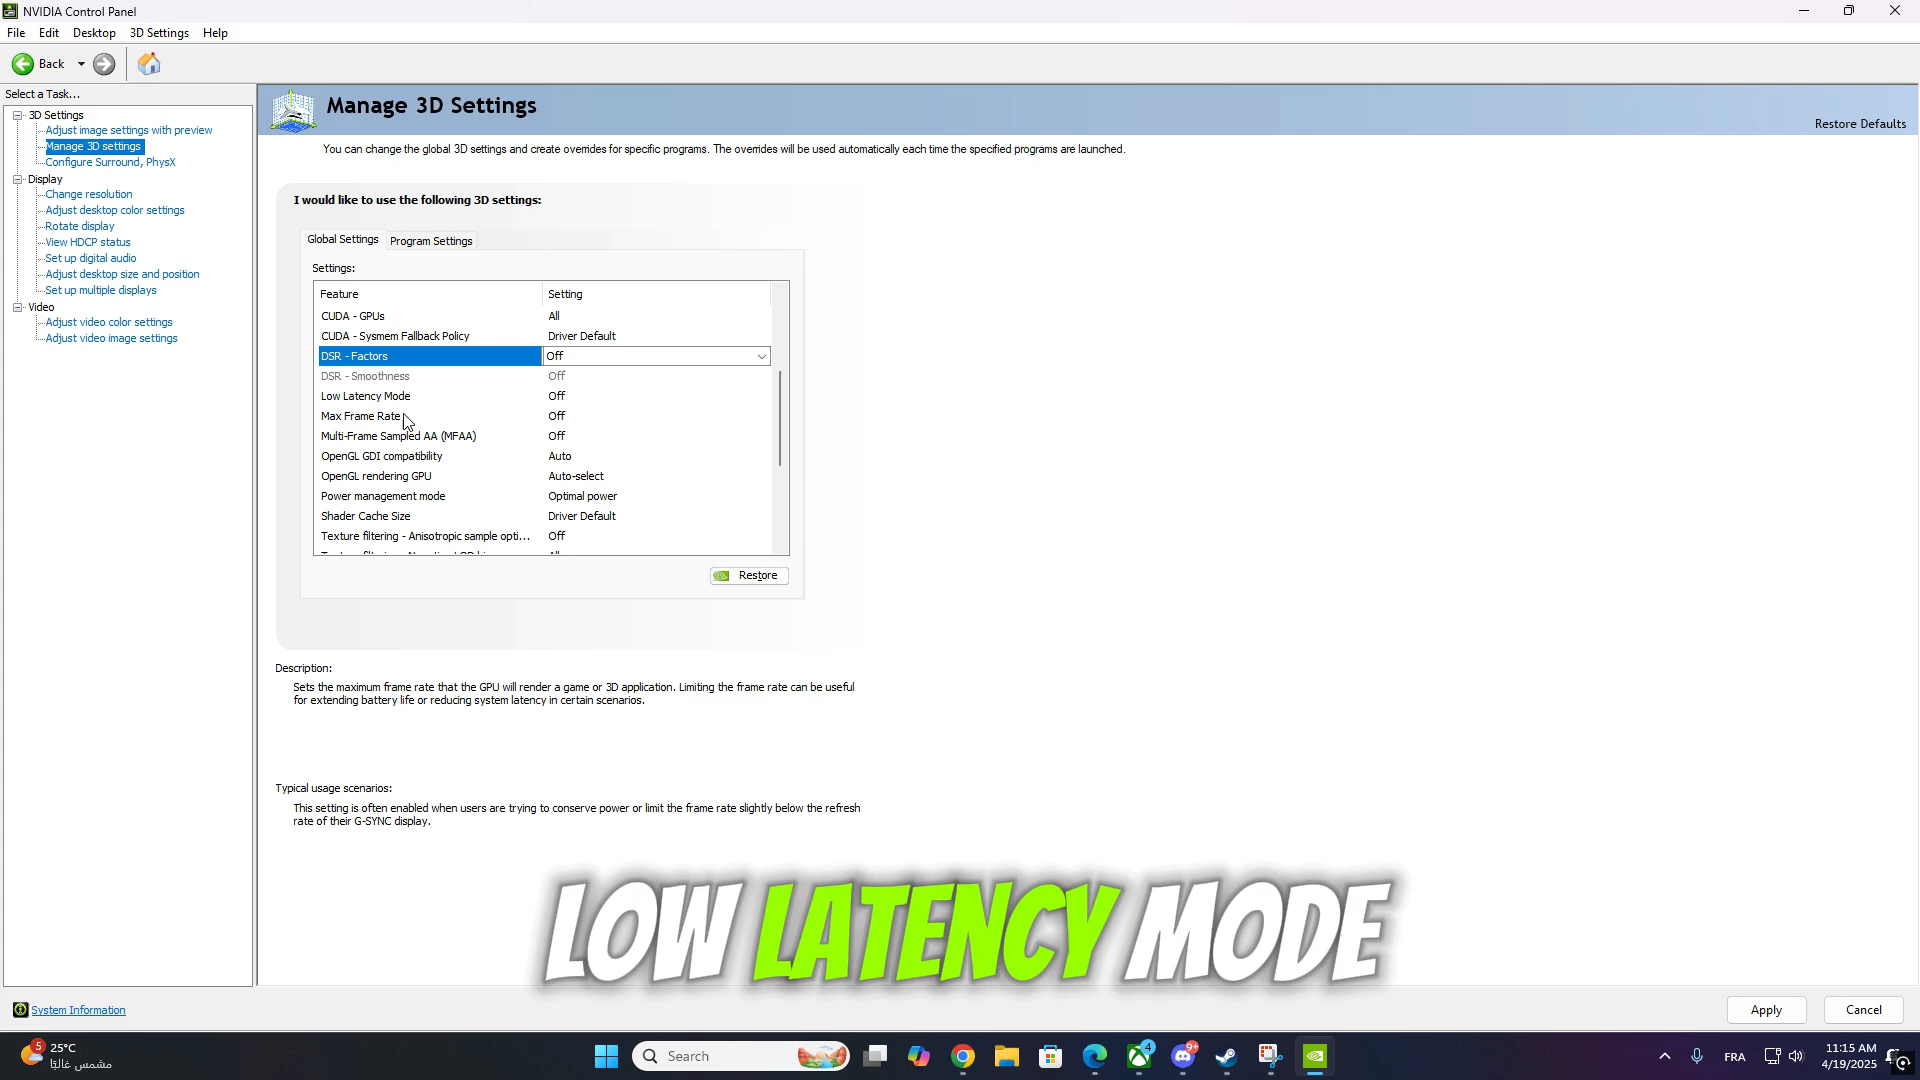 NVIDIA Control Panel
File Edit Desktop 3D Settings Help
Back
Select a Task...
3D Settings
Adjust image settings with preview
Manage 3D settings
Configure Surround, PhysX
Display
Change resolution
Adjust desktop color settings
Rotate display
View HDCP status
Set up digital audio
Adjust desktop size and position
Set up multiple displays
Video
Adjust video color settings
Adjust video image settings
System Information
Manage 3D Settings
Restore Defaults
You can change the global 3D settings and create overrides for specific programs. The overrides will be used automatically each time the specified programs are launched.
I would like to use the following 3D settings:
Global Settings Program Settings
Settings:
Feature Setting
CUDA - GPUs All
CUDA - Sysmem Fallback Policy Driver Default
DSR - Factors Off
DSR - Smoothness Off
Low Latency Mode Off
Max Frame Rate Off
Multi-Frame Sampled AA (MFAA) Off
OpenGL GDI compatibility Auto
OpenGL rendering GPU Auto-select
Power management mode Optimal power
Shader Cache Size Driver Default
Texture filtering - Anisotropic sample opti... Off
Restore
Description:
Sets the maximum frame rate that the GPU will render a game or 3D application. Limiting the frame rate can be useful
for extending battery life or reducing system latency in certain scenarios.
Typical usage scenarios:
This setting is often enabled when users are trying to conserve power or limit the frame rate slightly below the refresh
rate of their G-SYNC display.
LOW LATENCY MODE
Apply Cancel
5
25°C
مشمس غالبًا
Search
4
9+
FRA
11:15 AM
4/19/2025